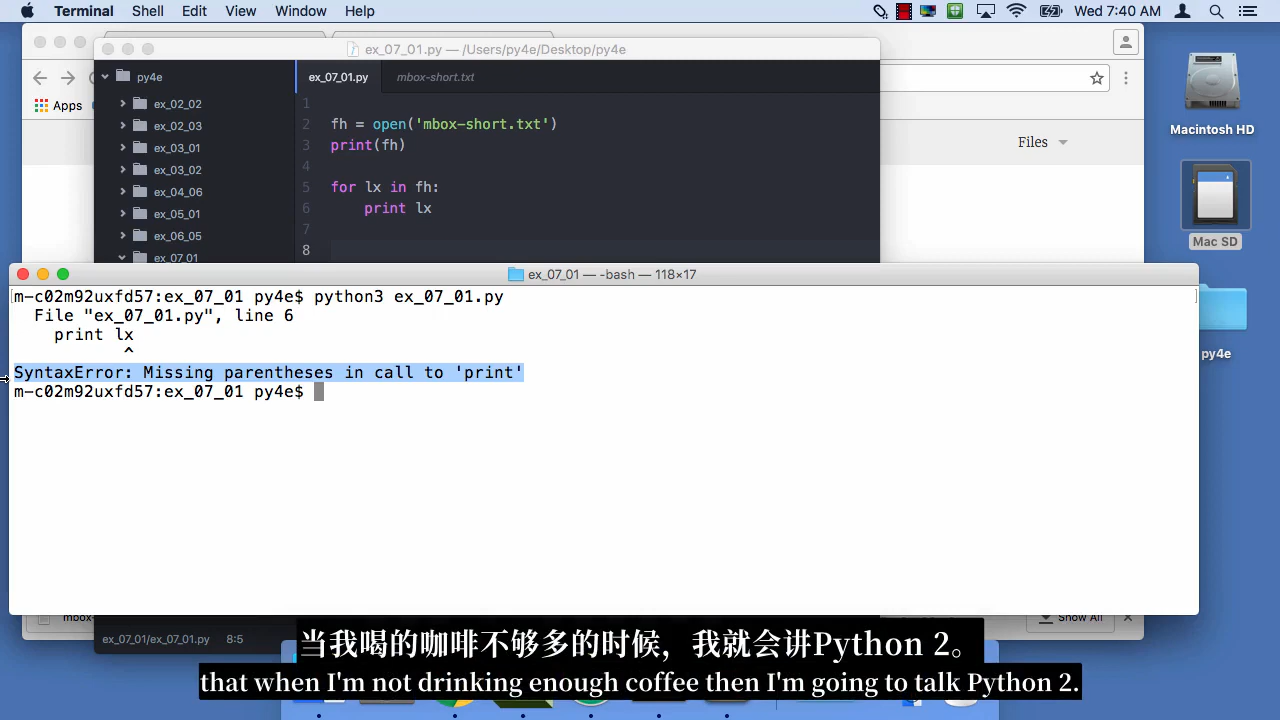 Terminal Shell Edit View Window Help Wed 7:40 AM
ex_07_01.py — /Users/py4e/Desktop/py4e
py4e
ex_07_01.py mbox-short.txt
Apps
ex_02_02
ex_02_03
ex_03_01
ex_03_02
ex_04_06
ex_05_01
ex_06_05
ex_07_01
1
2 fh = open('mbox-short.txt')
3 print(fh)
4
5 for lx in fh:
6 print lx
7
8
Files
Macintosh HD
Mac SD
py4e
ex_07_01 — -bash — 118×17
[m-c02m92uxfd57:ex_07_01 py4e$ python3 ex_07_01.py ]
File "ex_07_01.py", line 6
print lx
^
SyntaxError: Missing parentheses in call to 'print'
m-c02m92uxfd57:ex_07_01 py4e$
ex_07_01/ex_07_01.py 8:5
Show All
当我喝的咖啡不够多的时候，我就会讲Python 2。
that when I'm not drinking enough coffee then I'm going to talk Python 2.